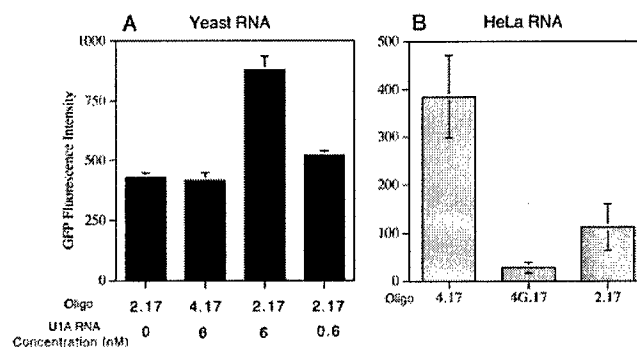 A Yeast RNA
1000
750
500
250
0
GFP Fluorescence Intensity
Oligo 2.17 4.17 2.17 2.17
U1A RNA
Concentration (nM) 0 6 6 0.6
B HeLa RNA
500
400
300
200
100
0
Oligo 4.17 4G.17 2.17